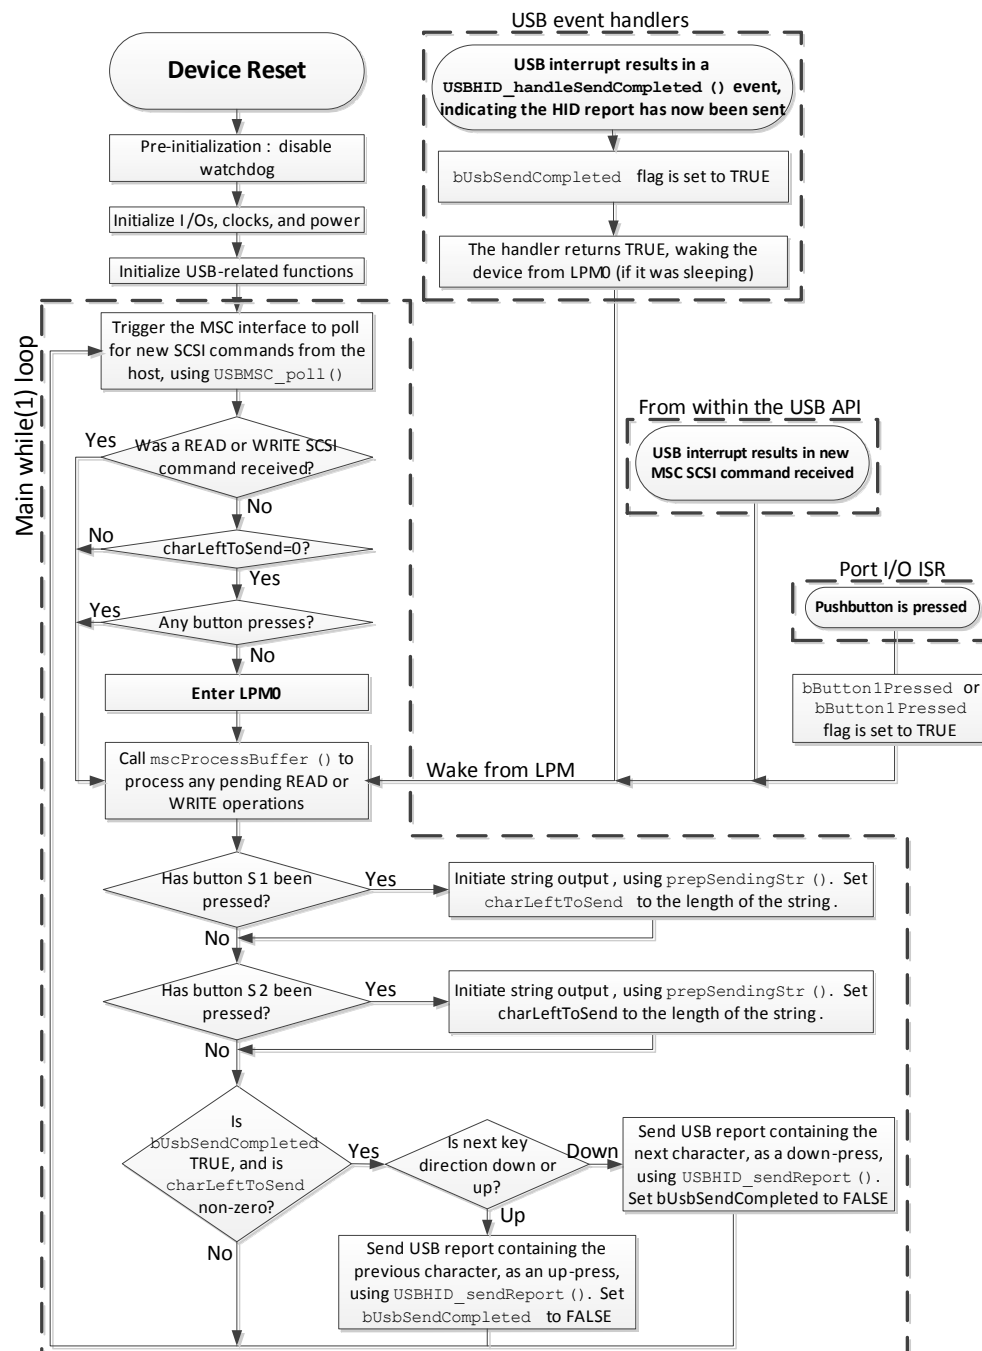 USB event handlers
Device Reset
USB interrupt results in a
USBHID_handleSendCompleted () event,
indicating the HID report has now been sent
Pre-initialization : disable
watchdog
bUsbSendCompleted flag is set to TRUE
Initialize I/Os, clocks, and power
The handler returns TRUE, waking the
device from LPM0 (if it was sleeping)
Initialize USB-related functions
Main while(1) loop
Trigger the MSC interface to poll
for new SCSI commands from the
host, using USBMSC_poll()
From within the USB API
USB interrupt results in new
MSC SCSI command received
Yes
Was a READ or WRITE SCSI
command received?
No
No
charLeftToSend=0?
Yes
Port I/O ISR
Pushbutton is pressed
Yes
Any button presses?
No
Enter LPM0
bButton1Pressed or
bButton1Pressed
flag is set to TRUE
Call mscProcessBuffer () to
process any pending READ or
WRITE operations
Wake from LPM
Has button S1 been
pressed?
Yes
Initiate string output , using prepSendingStr (). Set
charLeftToSend to the length of the string .
No
Has button S2 been
pressed?
Yes
Initiate string output , using prepSendingStr (). Set
charLeftToSend to the length of the string .
No
Is
bUsbSendCompleted
TRUE, and is
charLeftToSend
non-zero?
Yes
Is next key
direction down or
up?
Down
Send USB report containing the
next character, as a down-press,
using USBHID_sendReport ().
Set bUsbSendCompleted to FALSE
Up
No
Send USB report containing the
previous character, as an up-press,
using USBHID_sendReport (). Set
bUsbSendCompleted to FALSE